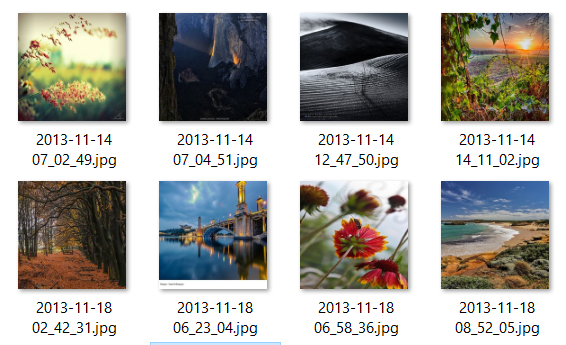 2013-11-14
07_02_49.jpg
2013-11-14
07_04_51.jpg
2013-11-14
12_47_50.jpg
2013-11-14
14_11_02.jpg
2013-11-18
02_42_31.jpg
2013-11-18
06_23_04.jpg
2013-11-18
06_58_36.jpg
2013-11-18
08_52_05.jpg